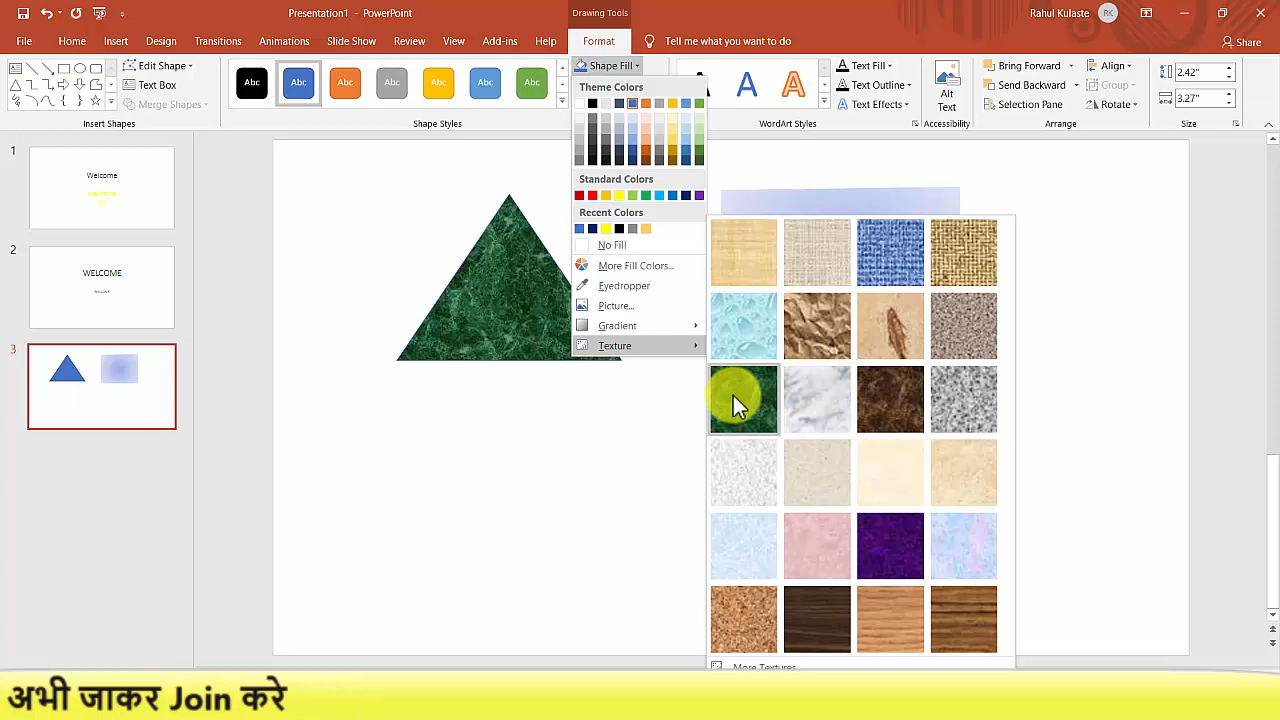 Presentation1 - PowerPoint
Drawing Tools
Rahul Kulaste
RK
File
Home
Insert
Design
Transitions
Animations
Slide Show
Review
View
Add-ins
Help
Format
Tell me what you want to do
Share
Edit Shape
Text Box
Merge Shapes
Insert Shapes
Abc Abc Abc Abc Abc Abc Abc
Shape Styles
Shape Fill
A A
WordArt Styles
Text Fill
Text Outline
Text Effects
Alt
Text
Accessibility
Bring Forward
Send Backward
Selection Pane
Align
Group
Rotate
Arrange
2.42"
3.27"
Size
Theme Colors
Standard Colors
Recent Colors
No Fill
More Fill Colors...
Eyedropper
Picture...
Gradient
Texture
More Textures
1
Welcome
2
WELCOME
3
अभी जाकर Join करे